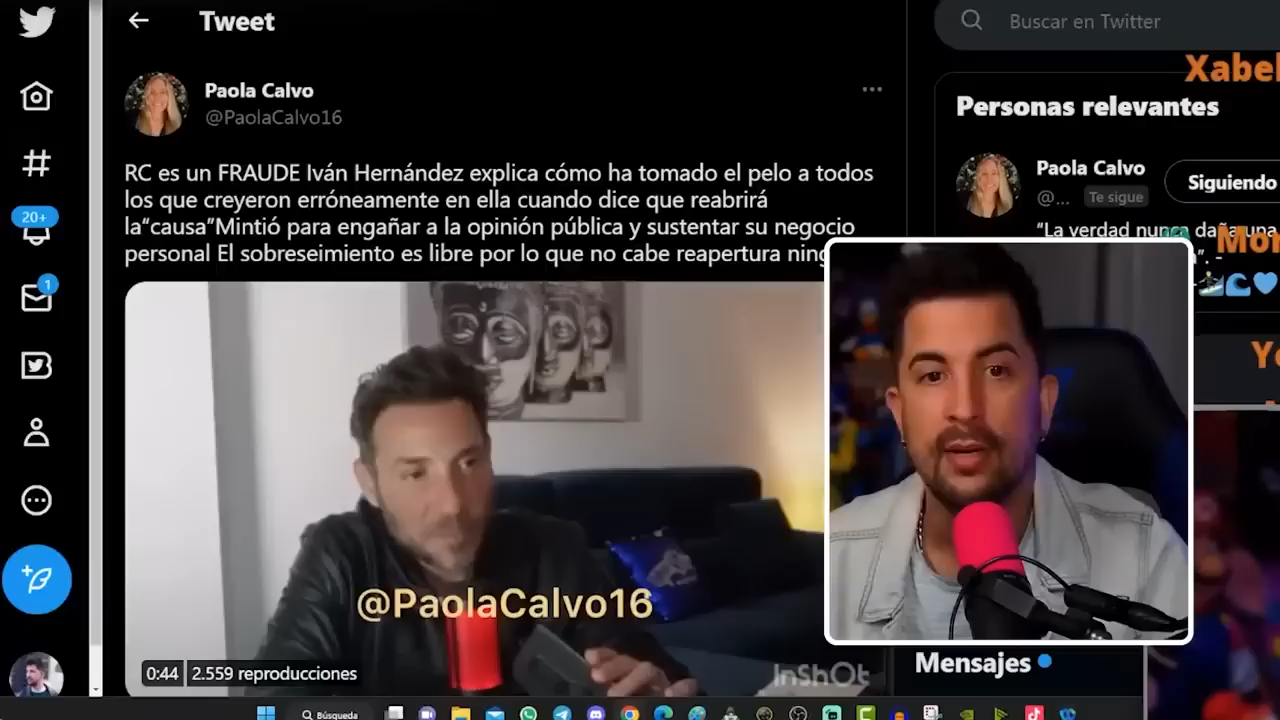 Tweet
Buscar en Twitter
Xabel
Paola Calvo
@PaolaCalvo16
Personas relevantes
RC es un FRAUDE Iván Hernández explica cómo ha tomado el pelo a todos
los que creyeron erróneamente en ella cuando dice que reabrirá
la“causa”Mintió para engañar a la opinión pública y sustentar su negocio
personal El sobreseimiento es libre por lo que no cabe reapertura ning
Paola Calvo
@...
Te sigue
Siguiendo
“La verdad nunca daña una
20+
1
@PaolaCalvo16
0:44
2.559 reproducciones
InShOt
Mensajes
Búsqueda